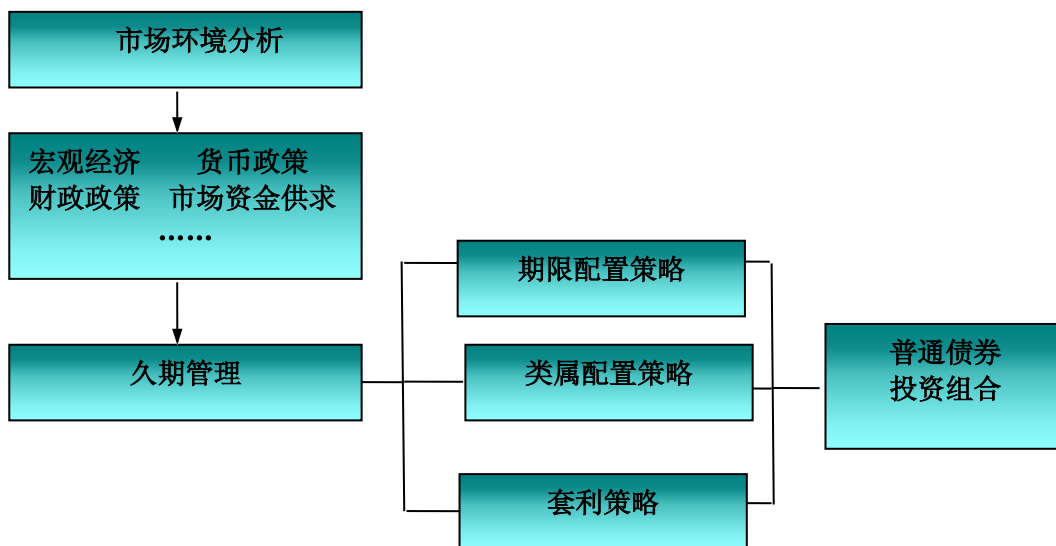 市场环境分析
宏观经济 货币政策
财政政策 市场资金供求
……
久期管理
期限配置策略
类属配置策略
套利策略
普通债券
投资组合